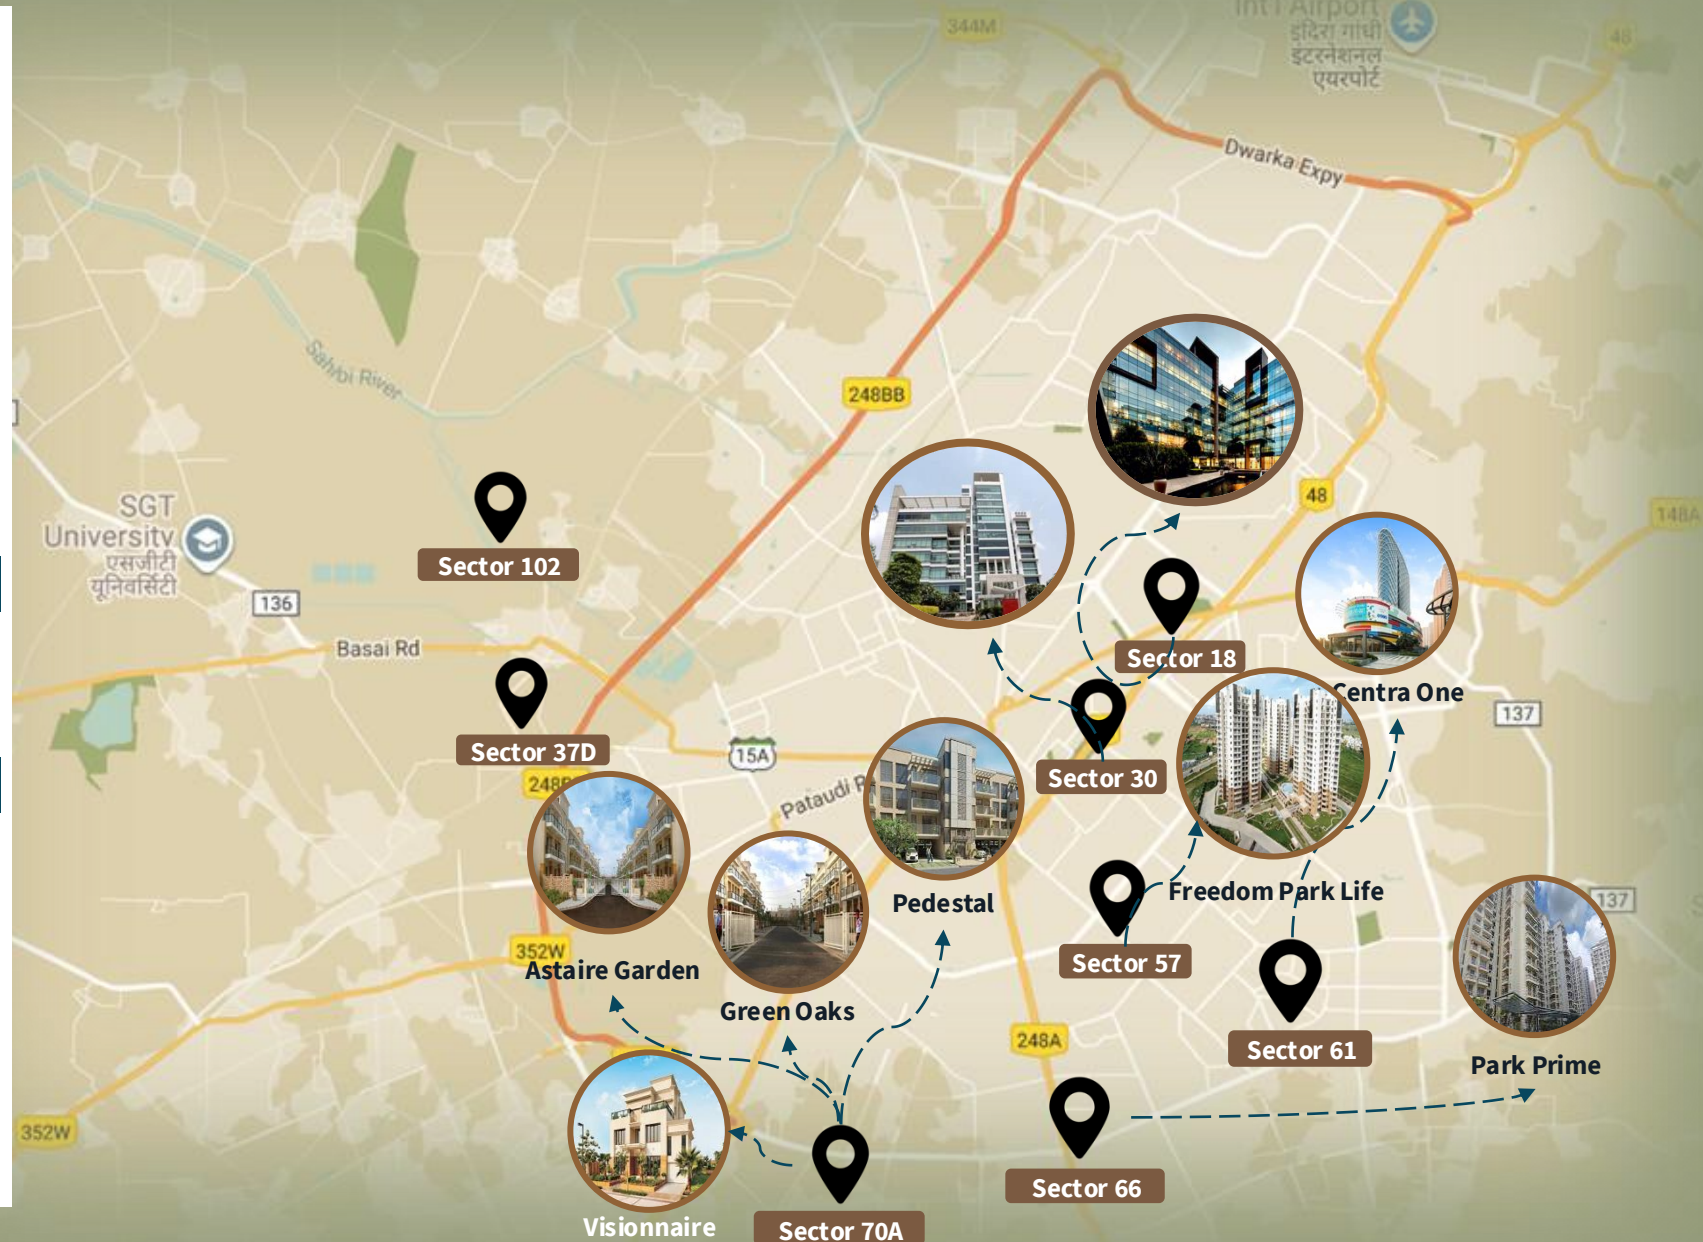 344M
Int'l Airport
इंदिरा गांधी
इंटरनेशनल
एयरपोर्ट
48
Dwarka Expy
Sahibi River
248BB
48
148A
SGT
University
एसजीटी
यूनिवर्सिटी
136
Sector 102
Basai Rd
Sector 18
Centra One
137
Sector 37D
15A
Sector 30
Pataudi
Pedestal
Freedom Park Life
137
352W
Astaire Garden
Sector 57
Green Oaks
248A
Sector 61
Park Prime
352W
Sector 66
Visionnaire
Sector 70A